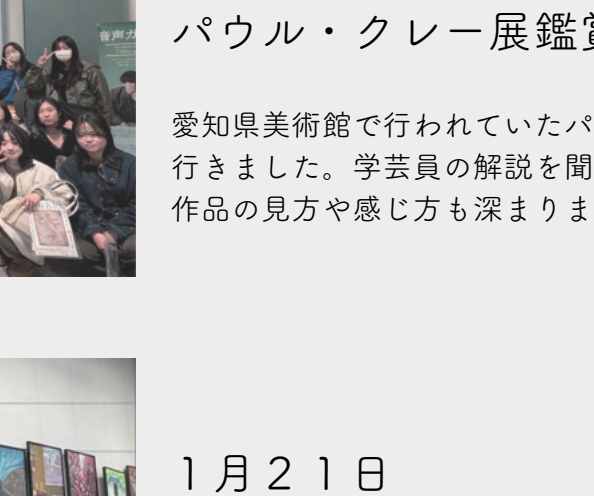 パウル・クレー展鑑賞
愛知県美術館で行われていたパ
行きました。学芸員の解説を聞
作品の見方や感じ方も深まりま
1月21日